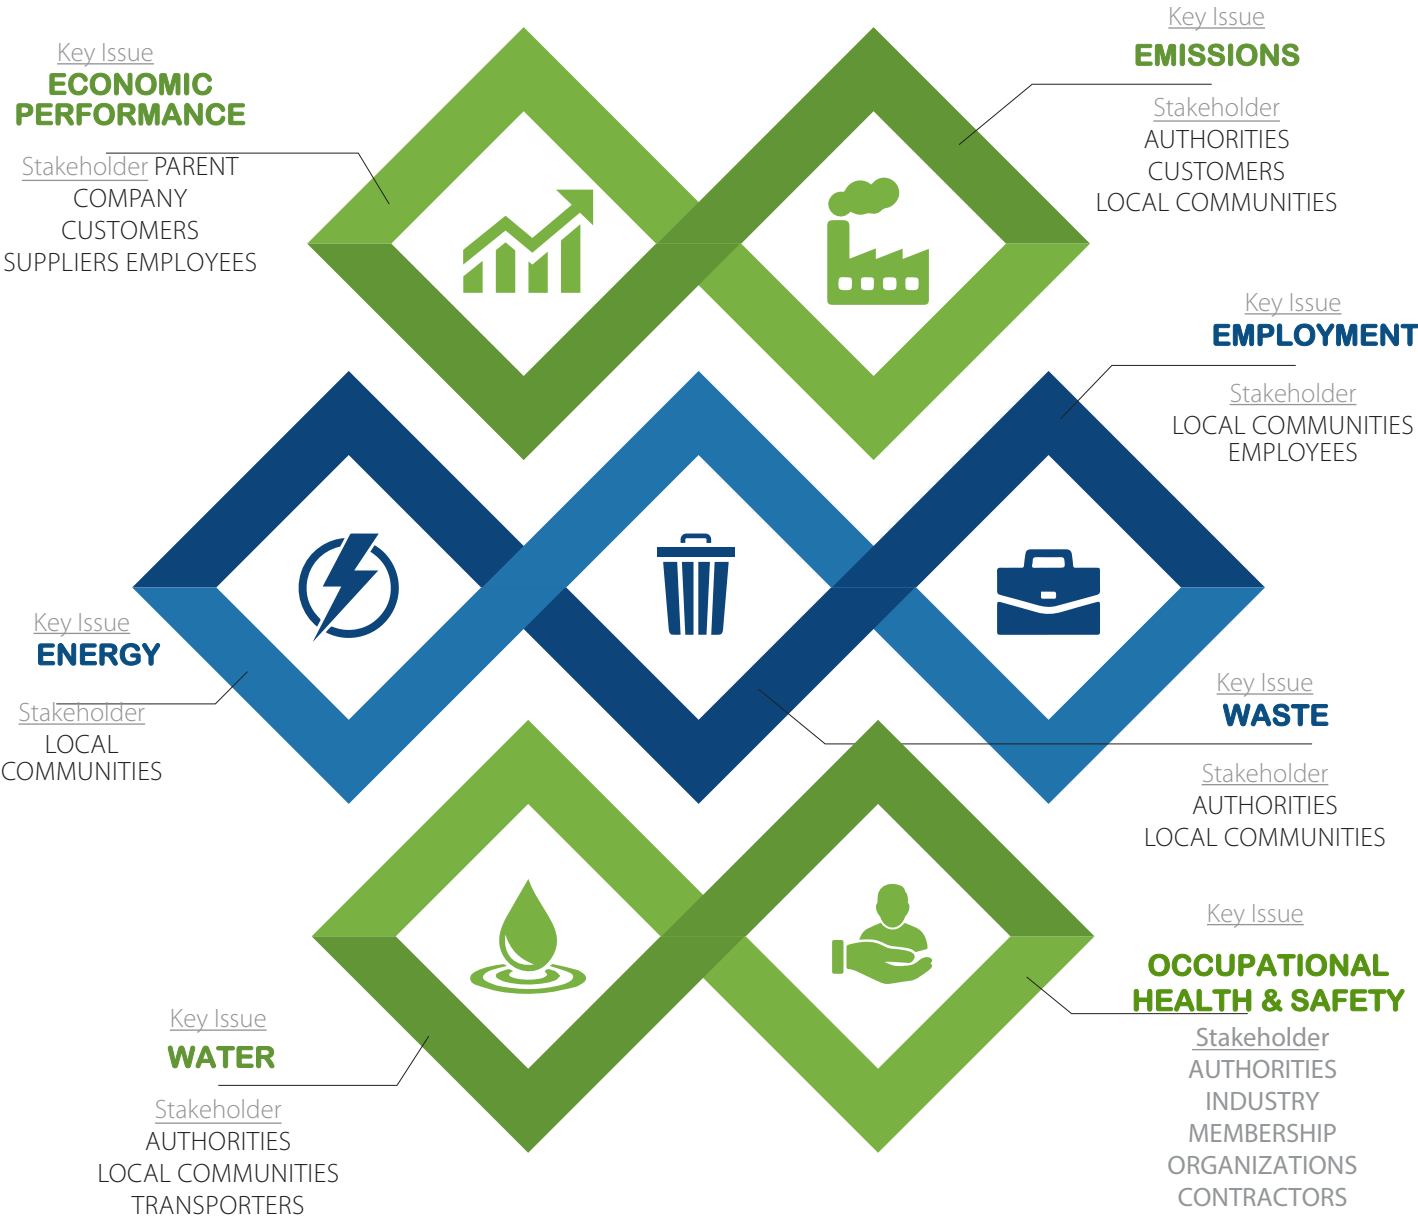 Key Issue
ECONOMIC
PERFORMANCE
Stakeholder PARENT
COMPANY
CUSTOMERS
SUPPLIERS EMPLOYEES
Key Issue
EMISSIONS
Stakeholder
AUTHORITIES
CUSTOMERS
LOCAL COMMUNITIES
Key Issue
EMPLOYMENT
Stakeholder
LOCAL COMMUNITIES
EMPLOYEES
Key Issue
ENERGY
Stakeholder
LOCAL
COMMUNITIES
Key Issue
WASTE
Stakeholder
AUTHORITIES
LOCAL COMMUNITIES
Key Issue
WATER
Stakeholder
AUTHORITIES
LOCAL COMMUNITIES
TRANSPORTERS
Key Issue
OCCUPATIONAL
HEALTH & SAFETY
Stakeholder
AUTHORITIES
INDUSTRY
MEMBERSHIP
ORGANIZATIONS
CONTRACTORS